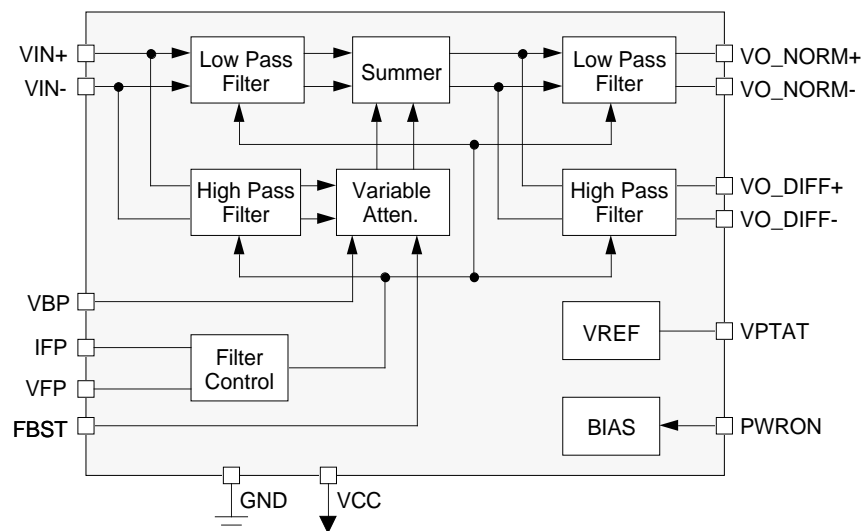 VIN+
VIN-
Low Pass
Filter
Summer
Low Pass
Filter
VO_NORM+
VO_NORM-
High Pass
Filter
Variable
Atten.
High Pass
Filter
VO_DIFF+
VO_DIFF-
VBP
IFP
VFP
FBST
Filter
Control
VREF
VPTAT
BIAS
PWRON
GND
VCC